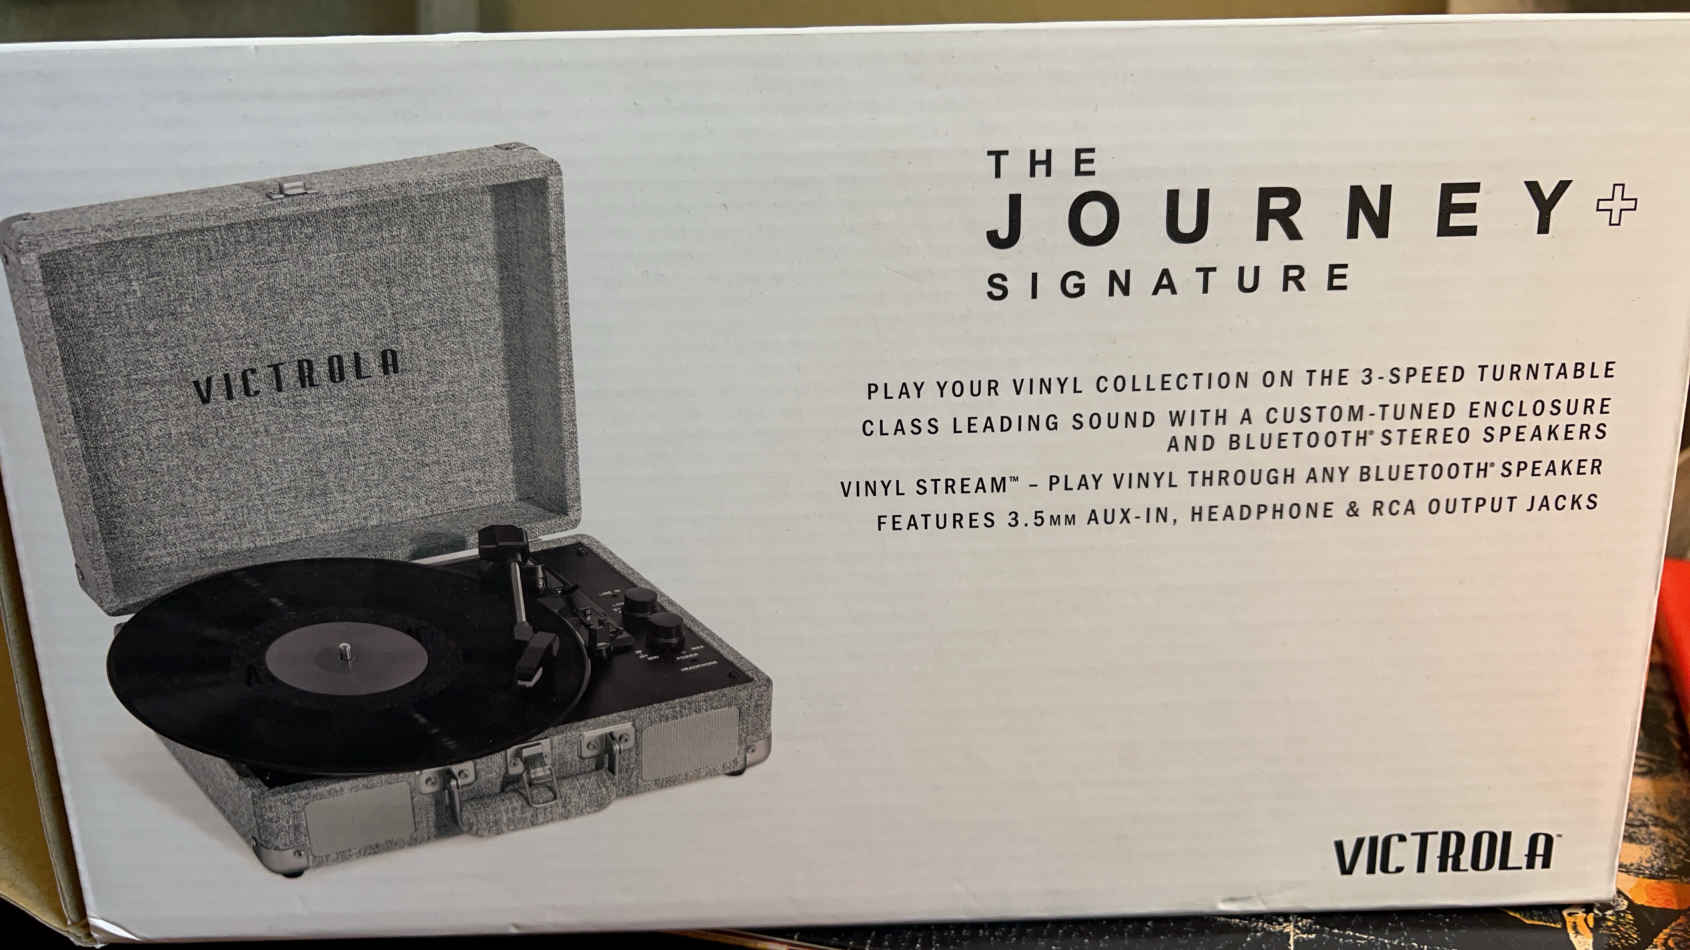 THE
JOURNEY+
SIGNATURE
PLAY YOUR VINYL COLLECTION ON THE 3-SPEED TURNTABLE
CLASS LEADING SOUND WITH A CUSTOM-TUNED ENCLOSURE
AND BLUETOOTH® STEREO SPEAKERS
VINYL STREAM™ – PLAY VINYL THROUGH ANY BLUETOOTH® SPEAKER
FEATURES 3.5MM AUX-IN, HEADPHONE & RCA OUTPUT JACKS
VICTROLA
HEADPHONE
VICTROLA™